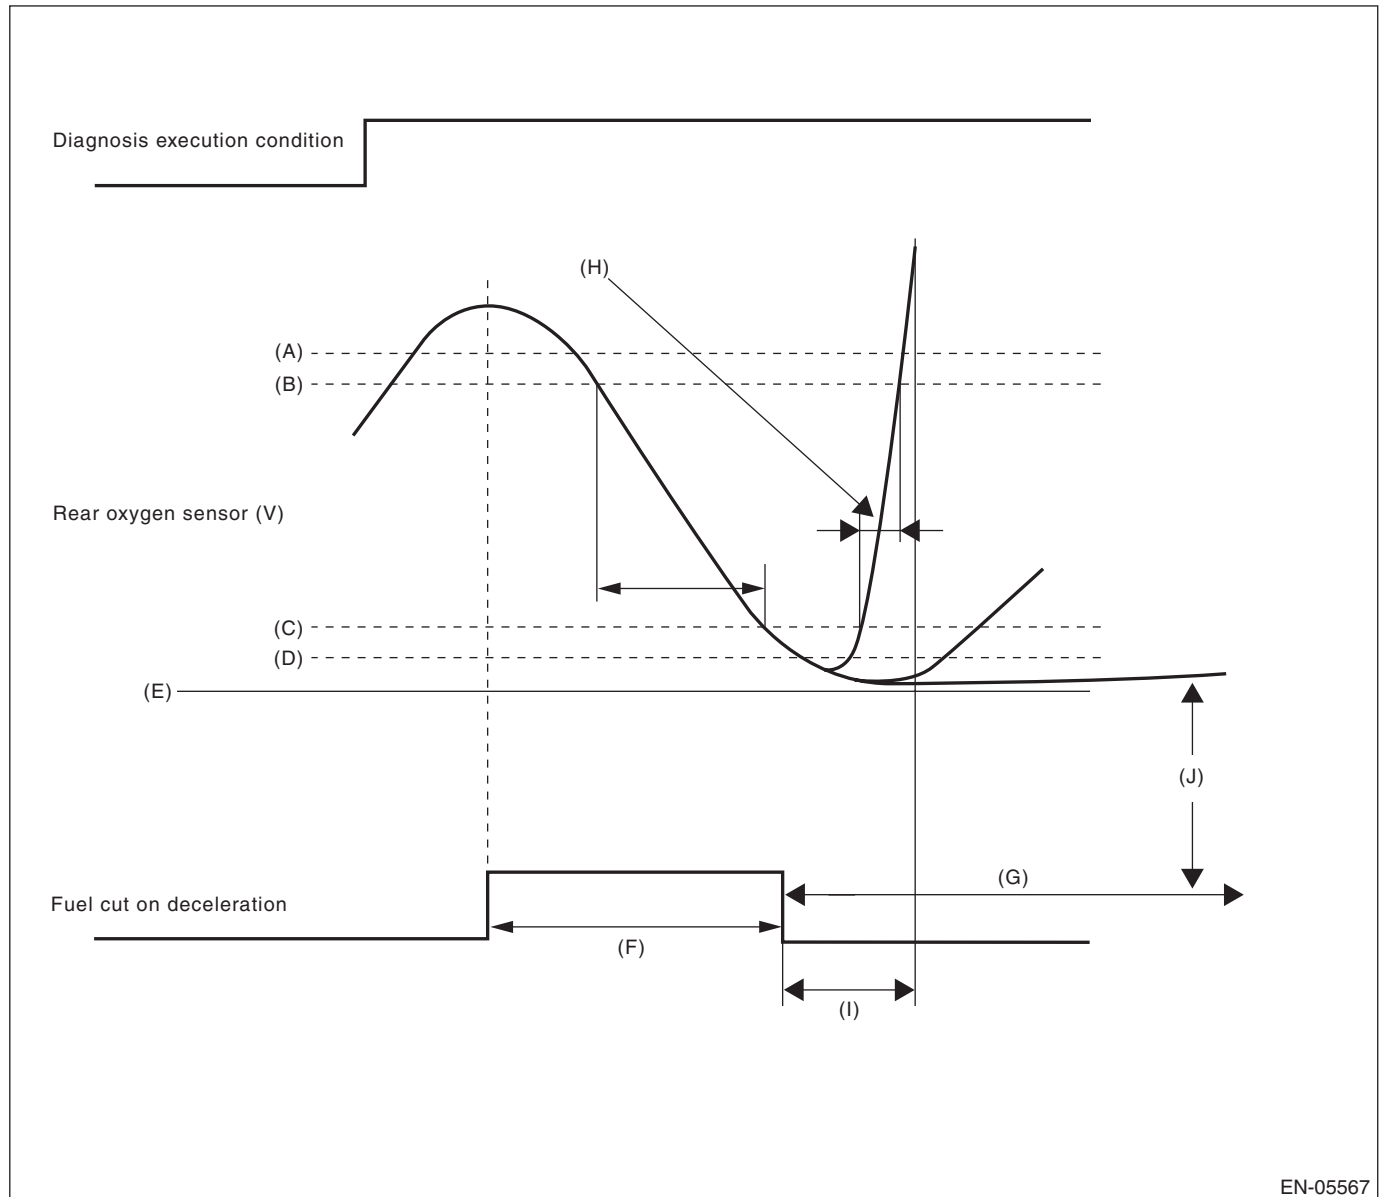 Diagnosis execution condition
(H)
(A)
(B)
Rear oxygen sensor (V)
(C)
(D)
(E)
(J)
(G)
Fuel cut on deceleration
(F)
(I)
EN-05567